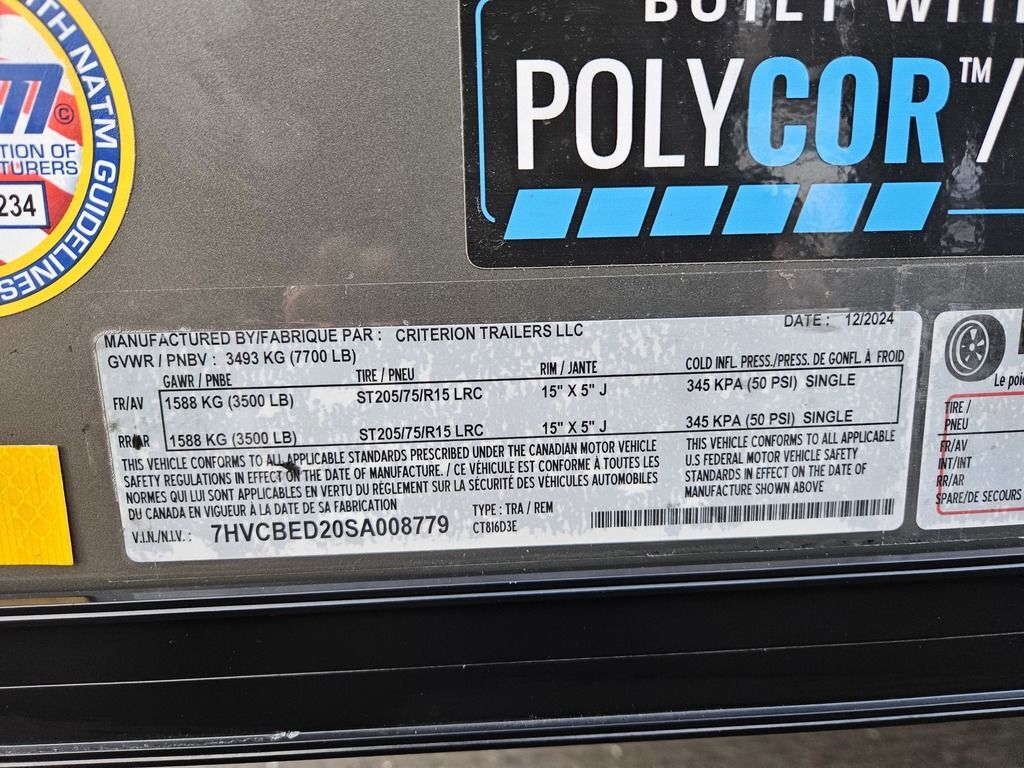 BUILT WITH
POLYCOR™/
WITH NATM GUIDELINES
©
TION OF
TURERS
234
MANUFACTURED BY/FABRIQUE PAR : CRITERION TRAILERS LLC DATE : 12/2024
GVWR / PNBV : 3493 KG (7700 LB)
GAWR / PNBE TIRE / PNEU RIM / JANTE COLD INFL. PRESS./PRESS. DE GONFL. À FROID
FR/AV 1588 KG (3500 LB) ST205/75/R15 LRC 15" X 5" J 345 KPA (50 PSI) SINGLE
RR/AR 1588 KG (3500 LB) ST205/75/R15 LRC 15" X 5" J 345 KPA (50 PSI) SINGLE
THIS VEHICLE CONFORMS TO ALL APPLICABLE STANDARDS PRESCRIBED UNDER THE CANADIAN MOTOR VEHICLE
SAFETY REGULATIONS IN EFFECT ON THE DATE OF MANUFACTURE. / CE VÉHICULE EST CONFORME À TOUTES LES
NORMES QUI LUI SONT APPLICABLES EN VERTU DU RÈGLEMENT SUR LA SÉCURITÉ DES VÉHICULES AUTOMOBILES
DU CANADA EN VIGUEUR À LA DATE DE SA FABRICATION
THIS VEHICLE CONFORMS TO ALL APPLICABLE
U.S FEDERAL MOTOR VEHICLE SAFETY
STANDARDS IN EFFECT ON THE DATE OF
MANUFACTURE SHOWN ABOVE
V.I.N./N.I.V. : 7HVCBED20SA008779
TYPE : TRA / REM
CT816D3E
Le poi
TIRE /
PNEU
FR/AV
INT/INT
RR/AR
SPARE/DE SECOURS